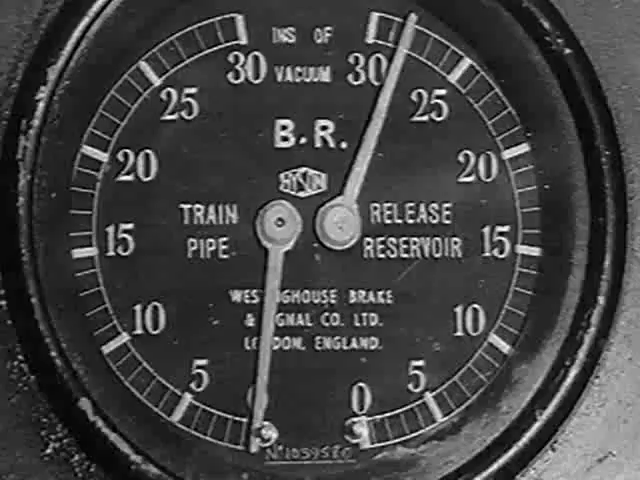 INS OF
30 VACUUM 30
25 25
B.R.
20 20
HYSON
TRAIN RELEASE
PIPE RESERVOIR
15 15
WESTINGHOUSE BRAKE
10 & SIGNAL CO. LTD. 10
LONDON, ENGLAND.
5 5
0 0